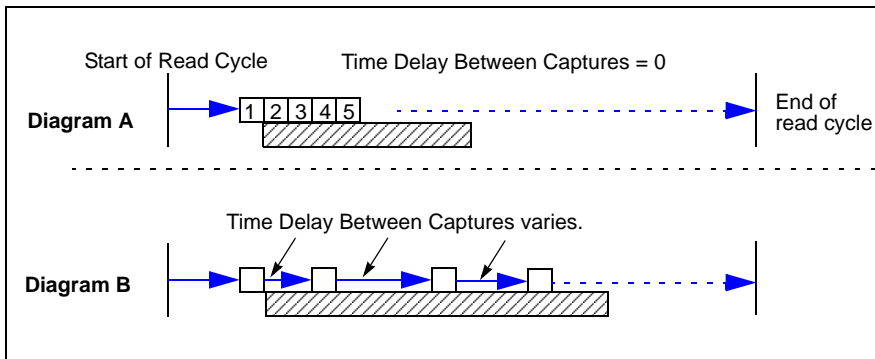 Start of Read Cycle
Time Delay Between Captures = 0
1 2 3 4 5
End of
read cycle
Diagram A
Time Delay Between Captures varies.
Diagram B